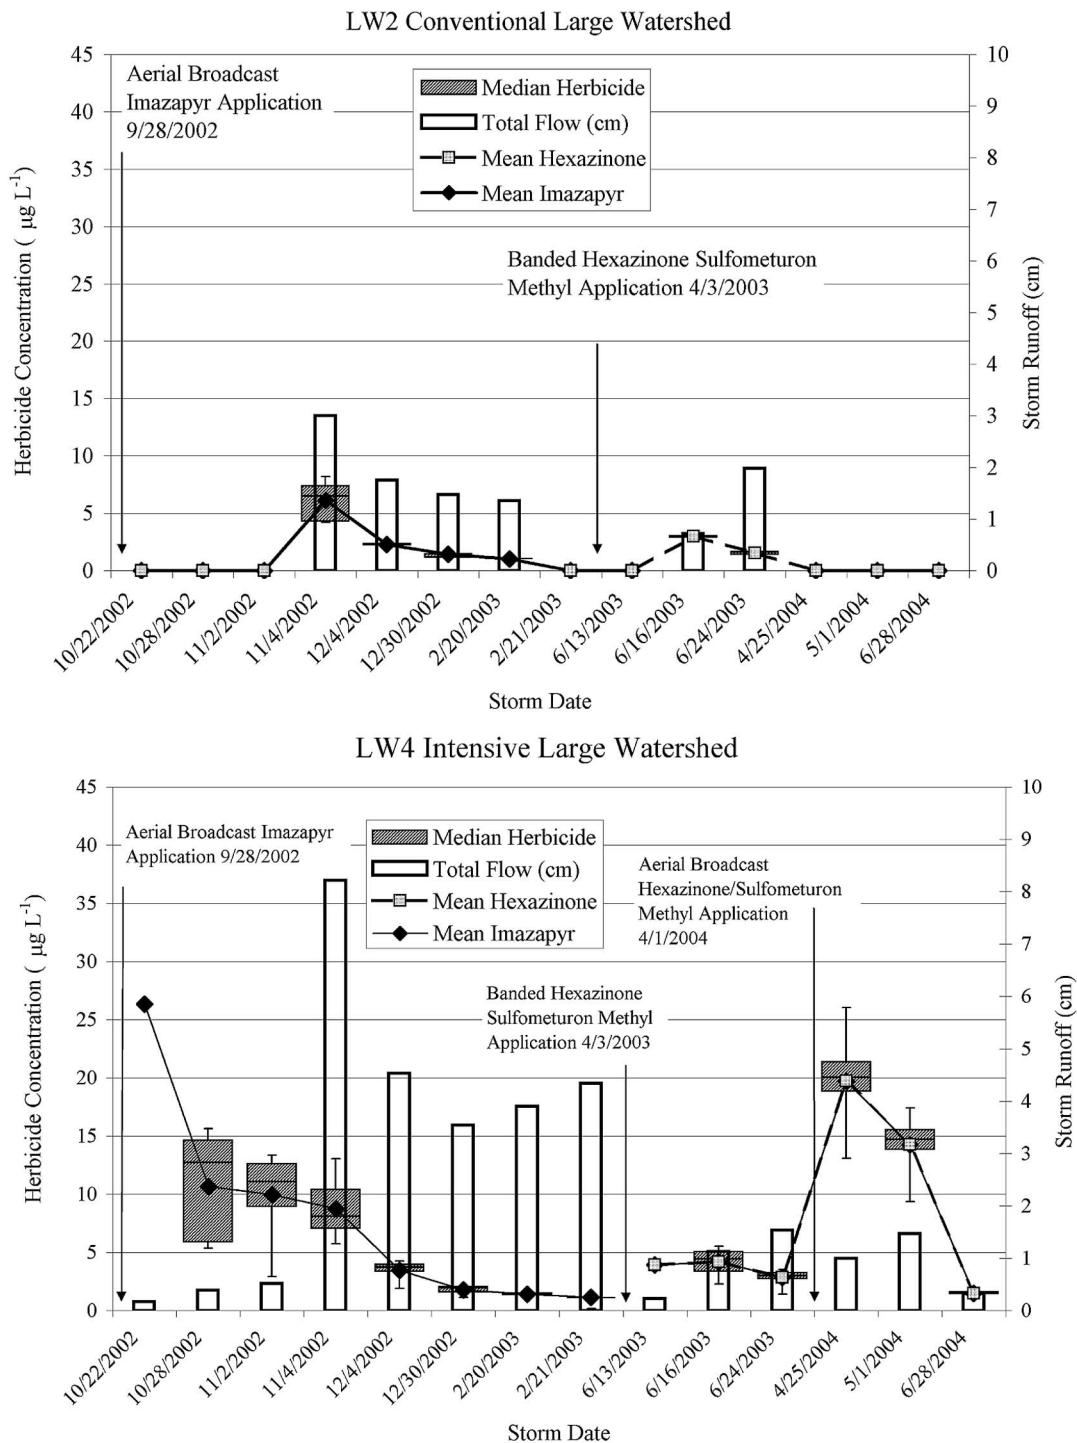 LW2 Conventional Large Watershed
45
40
35
30
25
20
15
10
5
0
Herbicide Concentration ( μg L-1)
10
9
8
7
6
5
4
3
2
1
0
Storm Runoff (cm)
Aerial Broadcast
Imazapyr Application
9/28/2002
Median Herbicide
Total Flow (cm)
Mean Hexazinone
Mean Imazapyr
Banded Hexazinone Sulfometuron
Methyl Application 4/3/2003
10/22/2002
10/28/2002
11/2/2002
11/4/2002
12/4/2002
12/30/2002
2/20/2003
2/21/2003
6/13/2003
6/16/2003
6/24/2003
4/25/2004
5/1/2004
6/28/2004
Storm Date
LW4 Intensive Large Watershed
45
40
35
30
25
20
15
10
5
0
Herbicide Concentration ( μg L-1)
10
9
8
7
6
5
4
3
2
1
0
Storm Runoff (cm)
Aerial Broadcast Imazapyr
Application 9/28/2002
Median Herbicide
Total Flow (cm)
Mean Hexazinone
Mean Imazapyr
Aerial Broadcast
Hexazinone/Sulfometuron
Methyl Application
4/1/2004
Banded Hexazinone
Sulfometuron Methyl
Application 4/3/2003
10/22/2002
10/28/2002
11/2/2002
11/4/2002
12/4/2002
12/30/2002
2/20/2003
2/21/2003
6/13/2003
6/16/2003
6/24/2003
4/25/2004
5/1/2004
6/28/2004
Storm Date